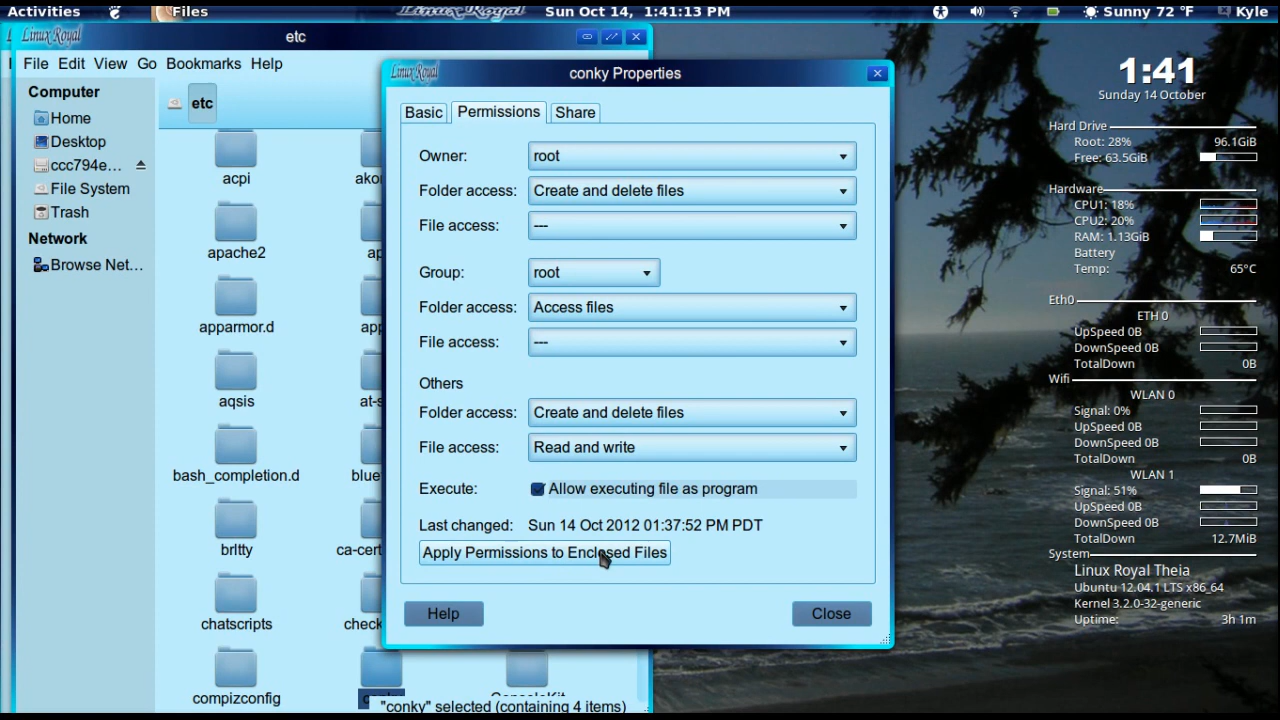 Activities Files Linux Royal Sun Oct 14, 1:41:13 PM Sunny 72 °F Kyle
Linux Royal etc
File Edit View Go Bookmarks Help
Computer
Home
Desktop
ccc794e...
File System
Trash
Network
Browse Net...
etc
acpi
apache2
apparmor.d
aqsis
bash_completion.d
brltty
chatscripts
compizconfig
"conky" selected (containing 4 items)
Linux Royal conky Properties
Basic Permissions Share
Owner: root
Folder access: Create and delete files
File access: ---
Group: root
Folder access: Access files
File access: ---
Others
Folder access: Create and delete files
File access: Read and write
Execute: Allow executing file as program
Last changed: Sun 14 Oct 2012 01:37:52 PM PDT
Apply Permissions to Enclosed Files
Help Close
1:41
Sunday 14 October
Hard Drive
Root: 28% 96.1GiB
Free: 63.5GiB
Hardware
CPU1: 18%
CPU2: 20%
RAM: 1.13GiB
Battery
Temp: 65°C
Eth0
ETH 0
UpSpeed 0B
DownSpeed 0B
TotalDown 0B
Wifi
WLAN 0
Signal: 0%
UpSpeed 0B
DownSpeed 0B
TotalDown 0B
WLAN 1
Signal: 51%
UpSpeed 0B
DownSpeed 0B
TotalDown 12.7MiB
System
Linux Royal Theia
Ubuntu 12.04.1 LTS x86_64
Kernel 3.2.0-32-generic
Uptime: 3h 1m